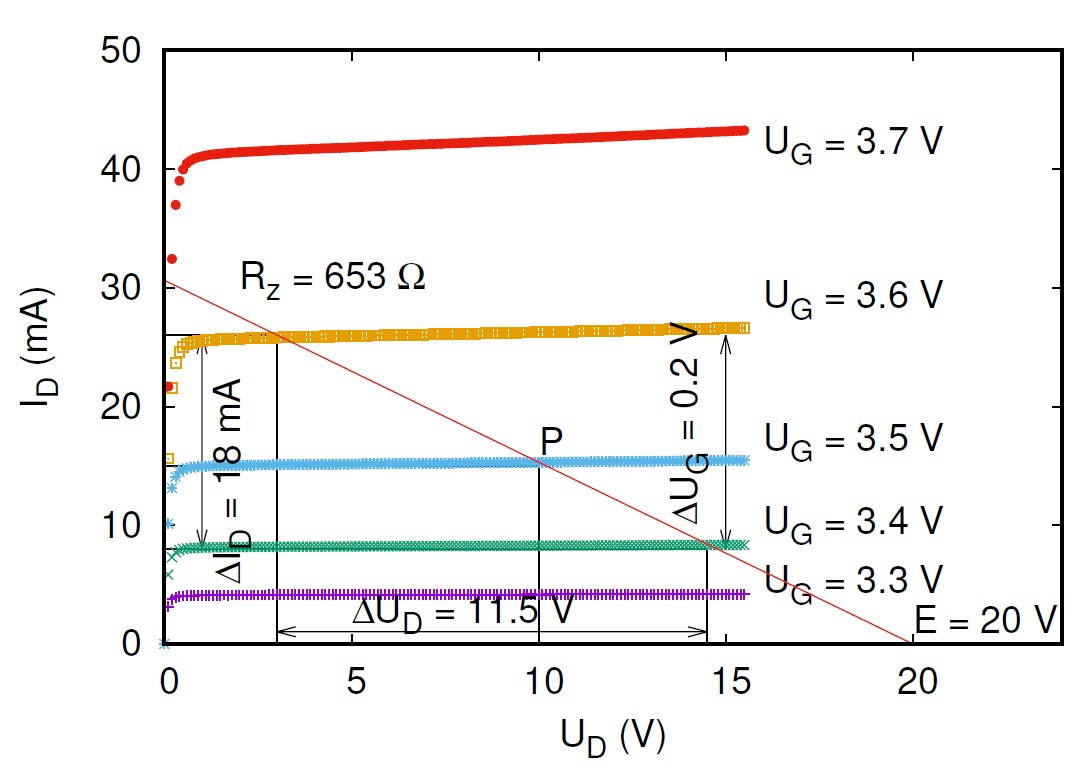 50
40
30
20
10
0
I_D (mA)
0 5 10 15 20
U_D (V)
U_G = 3.7 V
R_z = 653 Ω
U_G = 3.6 V
U_G = 3.5 V
U_G = 3.4 V
U_G = 3.3 V
P
ΔI_D = 18 mA
ΔU_G = 0.2 V
ΔU_D = 11.5 V
E = 20 V